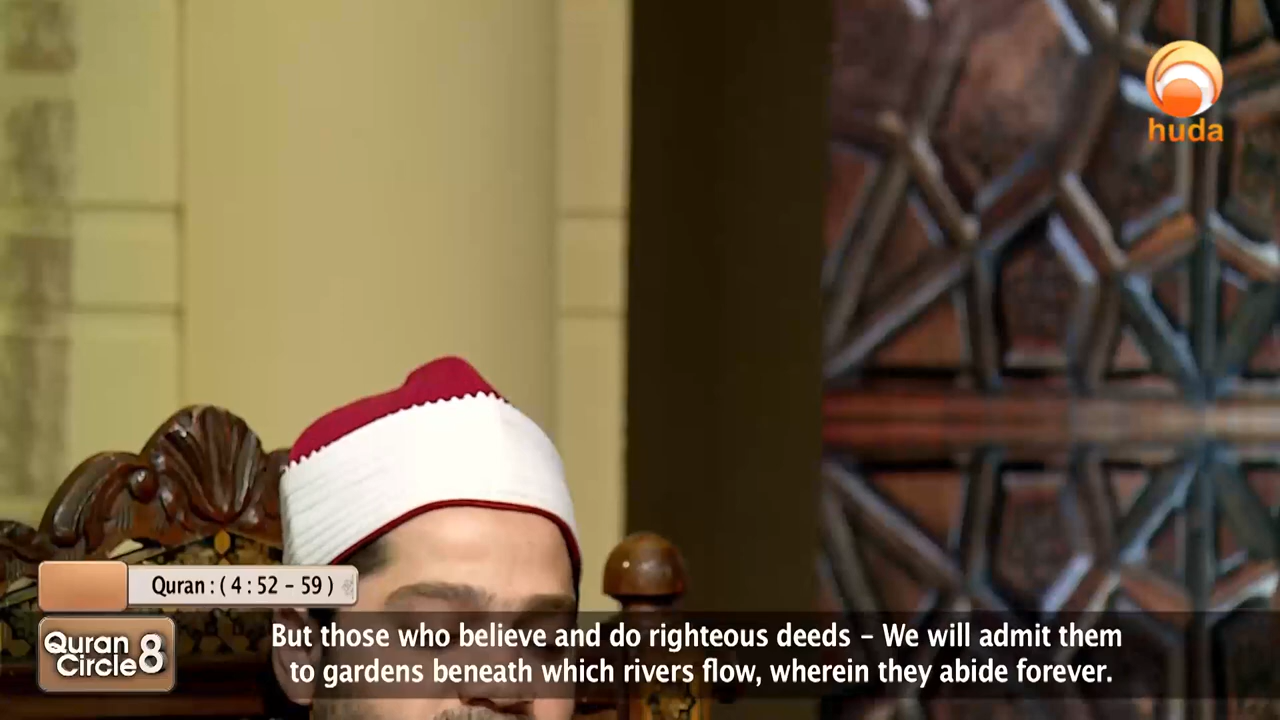 huda
Quran : ( 4 : 52 – 59 )
Quran
Circle 8
But those who believe and do righteous deeds – We will admit them
to gardens beneath which rivers flow, wherein they abide forever.